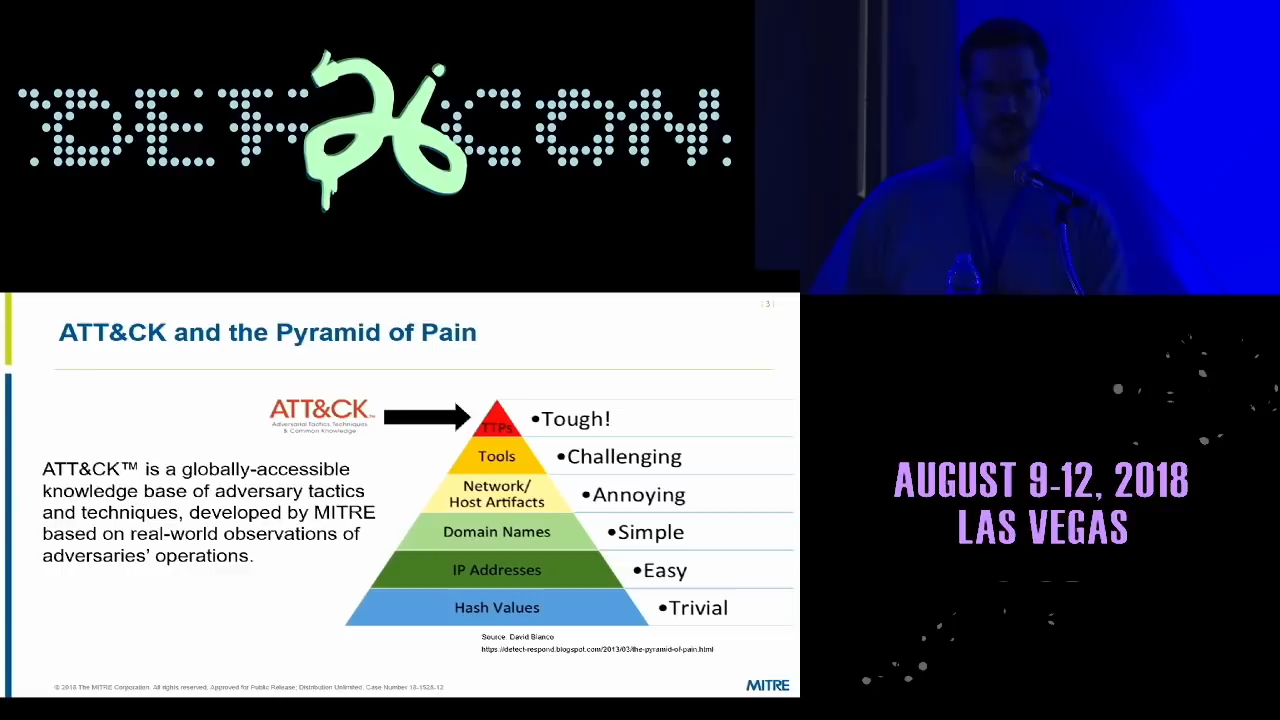 DEF CON
26
| 3 |
ATT&CK and the Pyramid of Pain
ATT&CK™
Adversarial Tactics, Techniques
& Common Knowledge
ATT&CK™ is a globally-accessible
knowledge base of adversary tactics
and techniques, developed by MITRE
based on real-world observations of
adversaries’ operations.
TTPs
•Tough!
Tools
•Challenging
Network/
Host Artifacts
•Annoying
Domain Names
•Simple
IP Addresses
•Easy
Hash Values
•Trivial
Source: David Bianco
https://detect-respond.blogspot.com/2013/03/the-pyramid-of-pain.html
© 2018 The MITRE Corporation. All rights reserved. Approved for Public Release; Distribution Unlimited. Case Number 18-1528-12
MITRE
AUGUST 9-12, 2018
LAS VEGAS